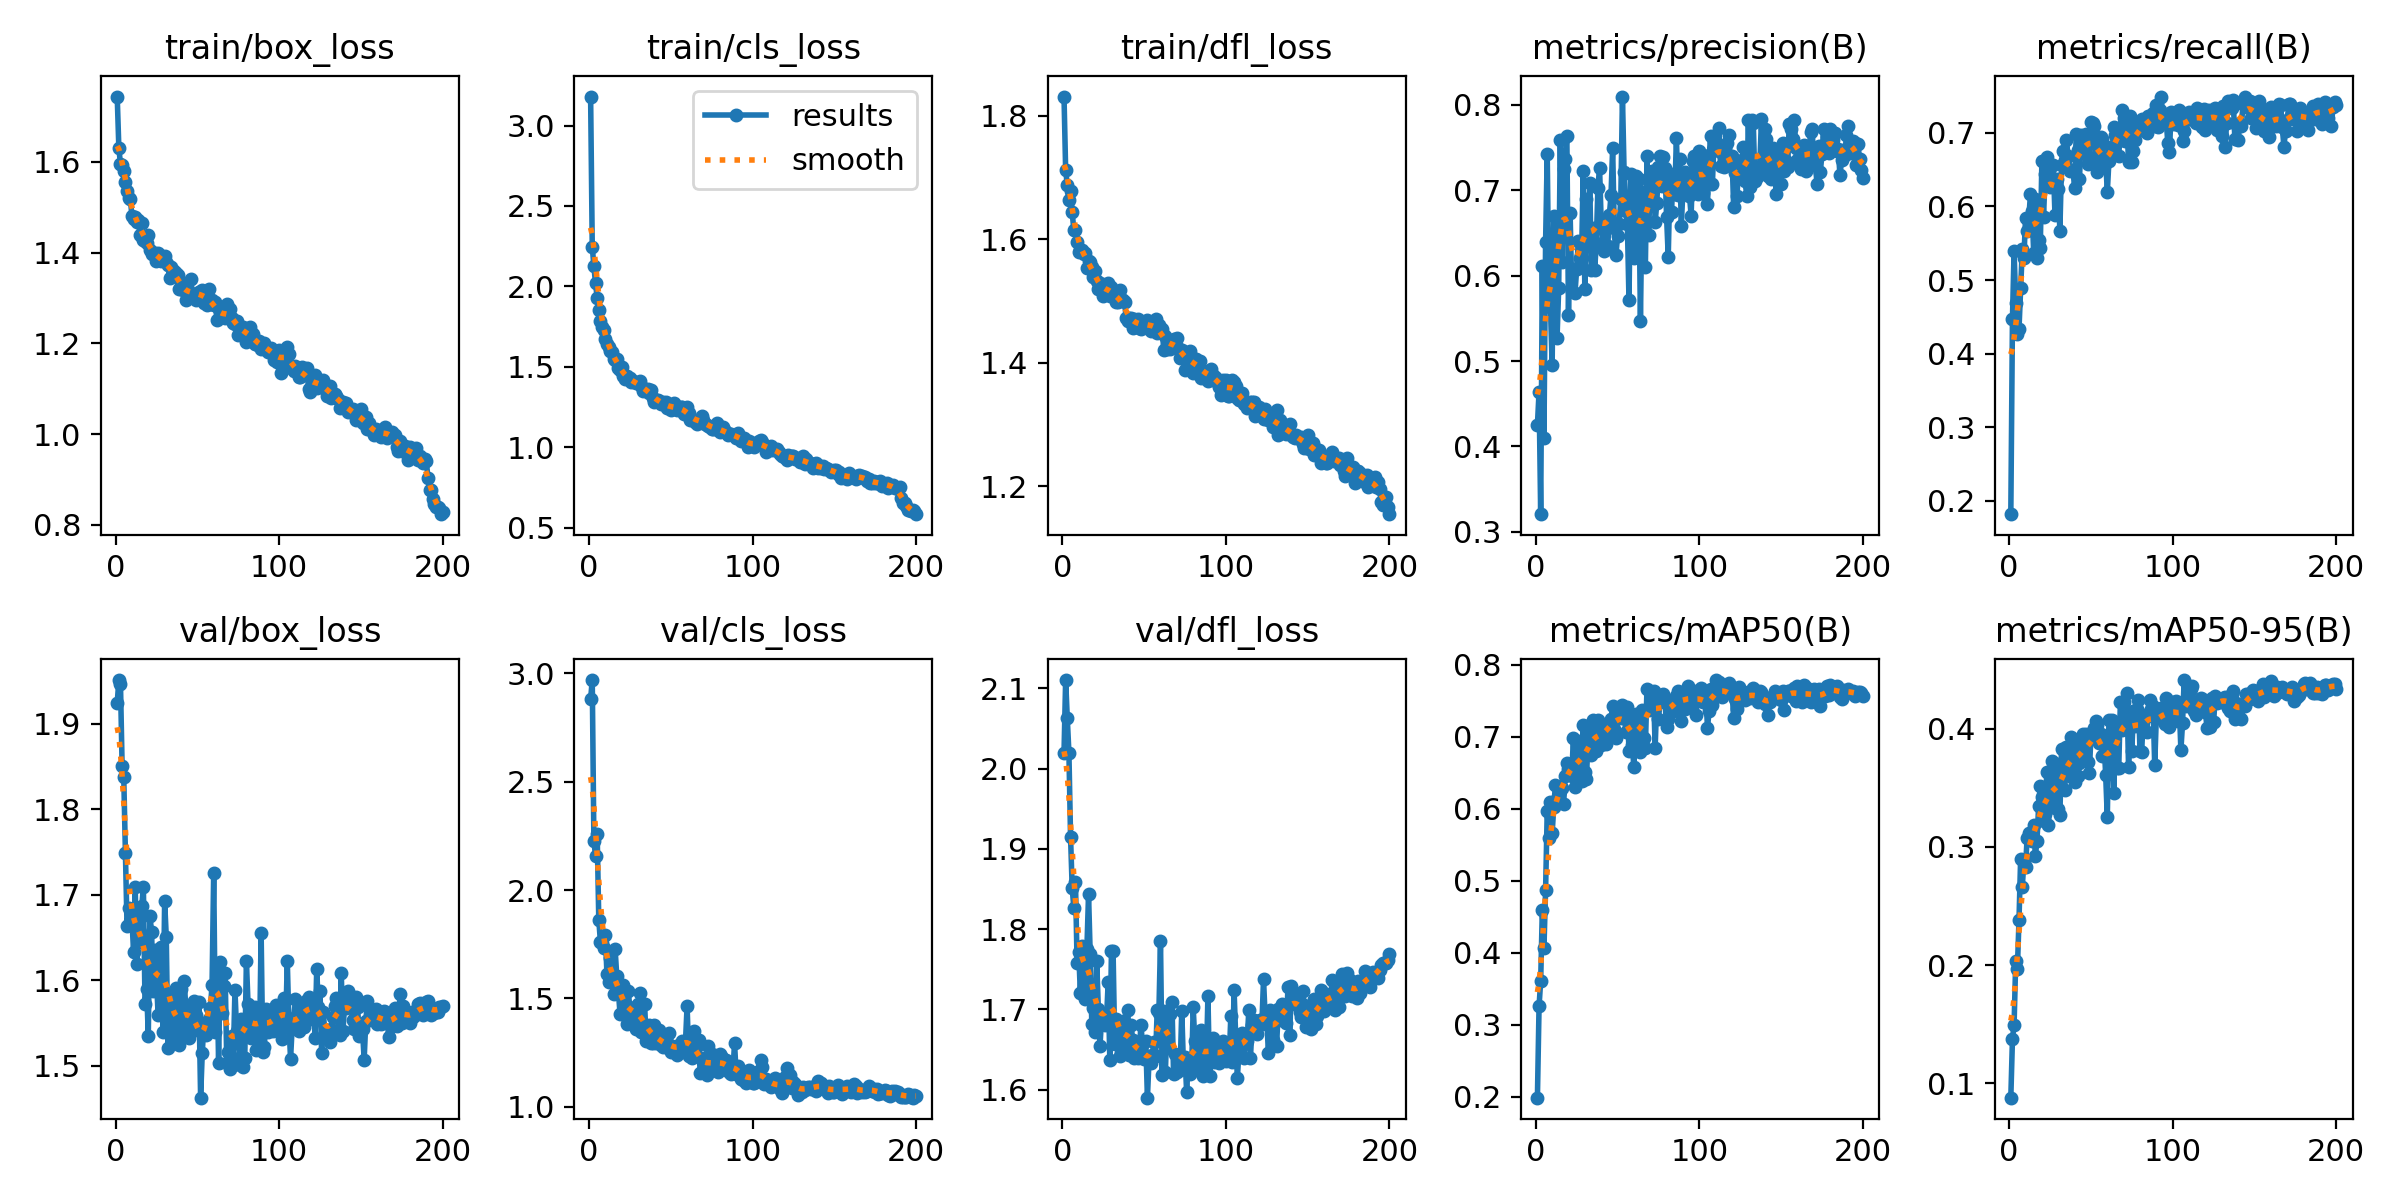 train/box_loss
1.6
1.4
1.2
1.0
0.8
0 100 200
train/cls_loss
results
smooth
3.0
2.5
2.0
1.5
1.0
0.5
0 100 200
train/dfl_loss
1.8
1.6
1.4
1.2
0 100 200
metrics/precision(B)
0.8
0.7
0.6
0.5
0.4
0.3
0 100 200
metrics/recall(B)
0.7
0.6
0.5
0.4
0.3
0.2
0 100 200
val/box_loss
1.9
1.8
1.7
1.6
1.5
0 100 200
val/cls_loss
3.0
2.5
2.0
1.5
1.0
0 100 200
val/dfl_loss
2.1
2.0
1.9
1.8
1.7
1.6
0 100 200
metrics/mAP50(B)
0.8
0.7
0.6
0.5
0.4
0.3
0.2
0 100 200
metrics/mAP50-95(B)
0.4
0.3
0.2
0.1
0 100 200